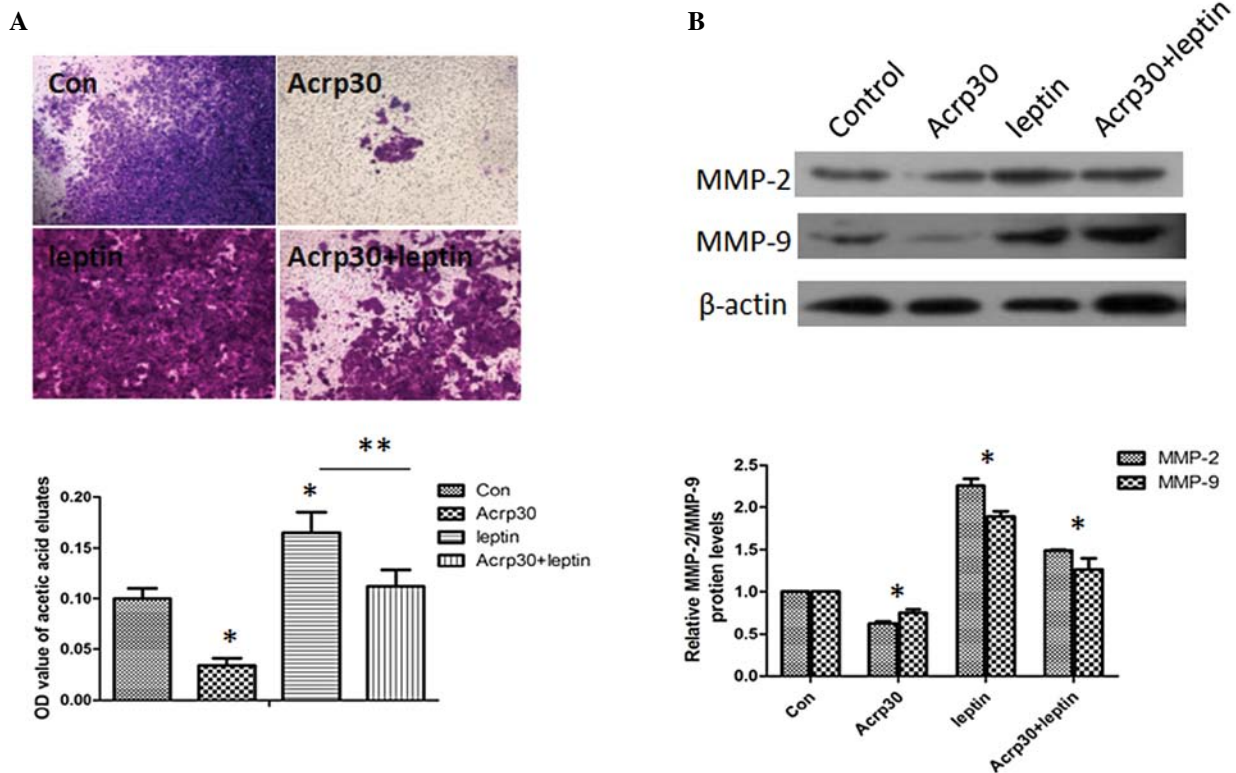 A
Con
Acrp30
leptin
Acrp30+leptin
**
*
*
0.20
0.15
0.10
0.05
0.00
OD value of acetic acid eluates
Con
Acrp30
leptin
Acrp30+leptin
B
Control
Acrp30
leptin
Acrp30+leptin
MMP-2
MMP-9
β-actin
2.5
2.0
1.5
1.0
0.5
0.0
Relative MMP-2/MMP-9
protien levels
*
*
*
MMP-2
MMP-9
Con
Acrp30
leptin
Acrp30+leptin